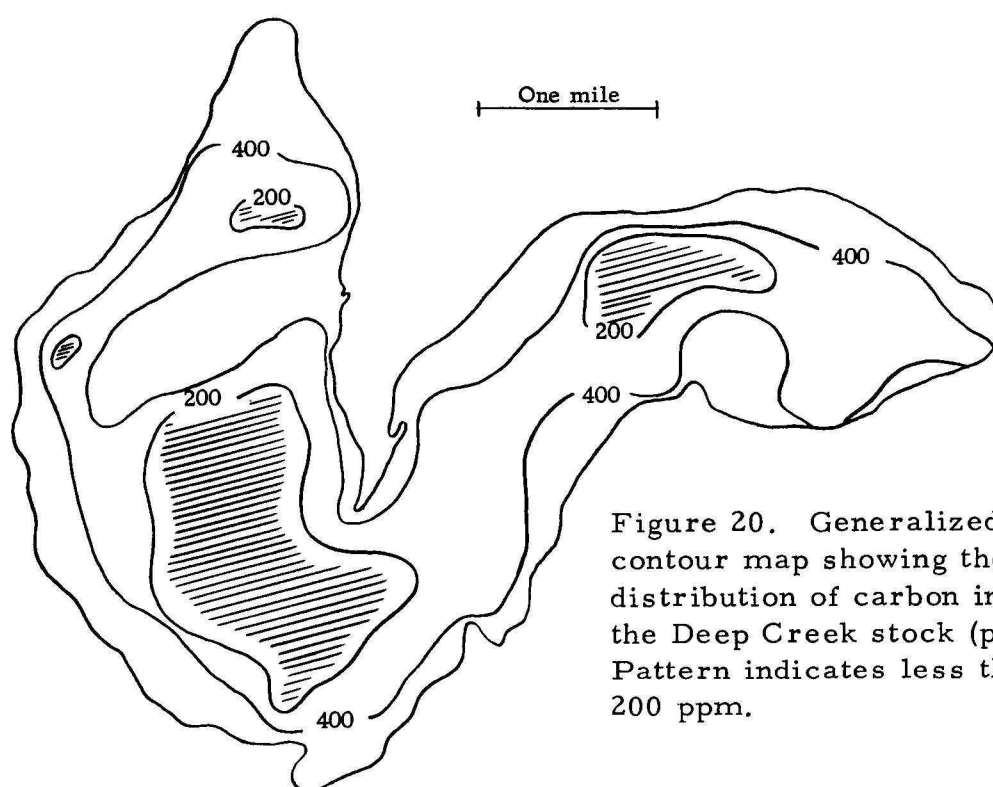 One mile
400
200
400
200
200
400
400
Figure 20. Generalized
contour map showing the
distribution of carbon in
the Deep Creek stock
Pattern indicates less
200 ppm.